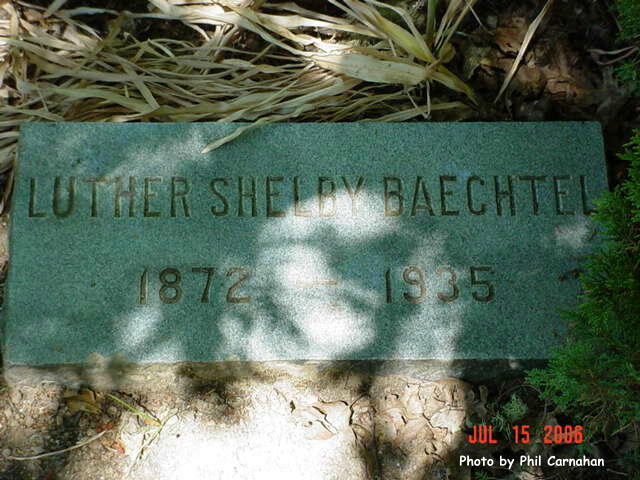 LUTHER SHELBY BAECHTEL
1872 — 1935
JUL 15 2006
Photo by Phil Carnahan